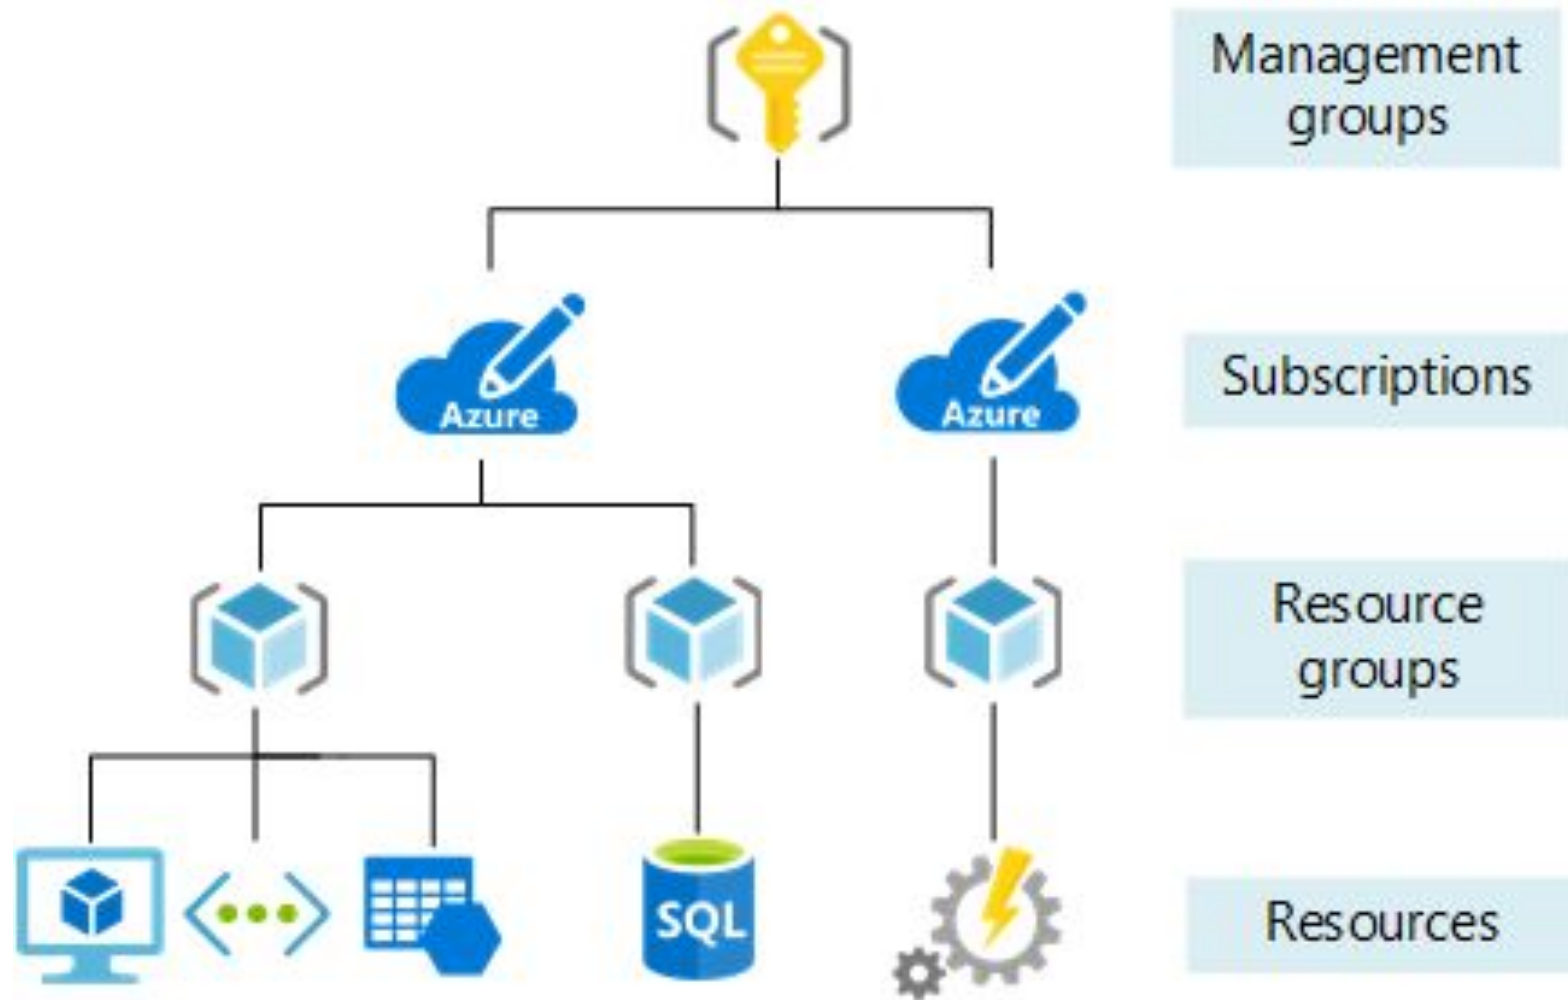 Management
groups
Azure
Azure
Subscriptions
Resource
groups
SQL
Resources